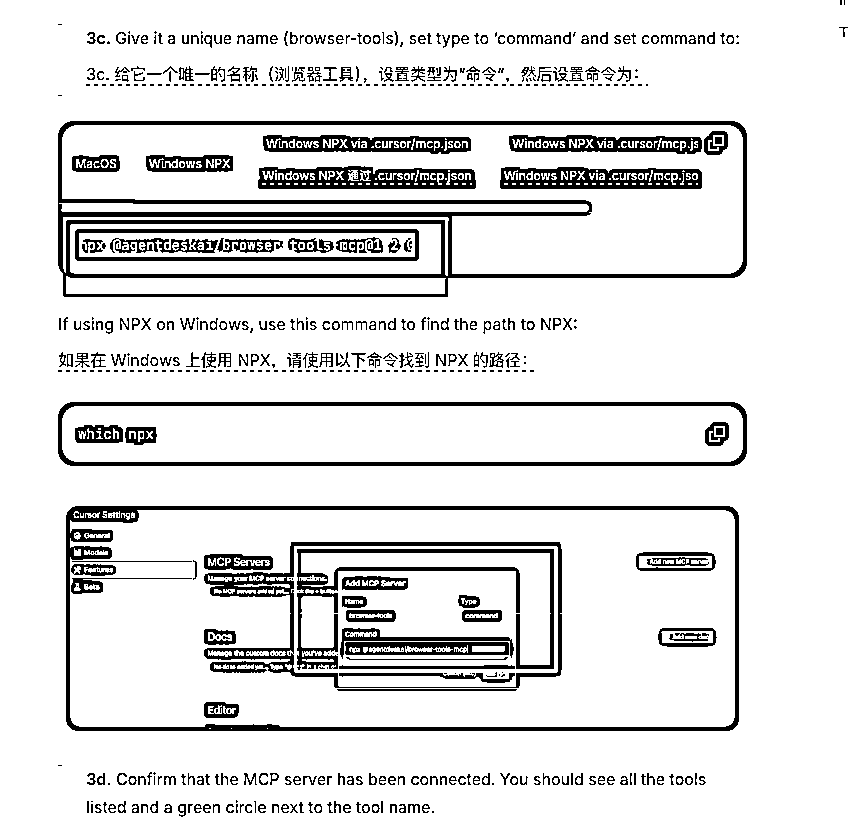 3c. Give it a unique name (browser-tools), set type to ‘command’ and set command to:
3c. 给它一个唯一的名称（浏览器工具），设置类型为“命令”，然后设置命令为：
MacOS
Windows NPX
Windows NPX via .cursor/mcp.json
Windows NPX 通过 .cursor/mcp.json
Windows NPX via .cursor/mcp.js
Windows NPX via .cursor/mcp.jso
npx @agentdeskai/browser-tools-mcp@1.2.0
If using NPX on Windows, use this command to find the path to NPX:
如果在 Windows 上使用 NPX，请使用以下命令找到 NPX 的路径：
which npx
Cursor Settings
General
Models
Features
Beta
MCP Servers
Manage your MCP server connections
Add new MCP server
Add MCP Server
Name
Type
browser-tools
command
Command
npx @agentdeskai/browser-tools-mcp
Docs
Manage the custom docs you've added
Editor
3d. Confirm that the MCP server has been connected. You should see all the tools
listed and a green circle next to the tool name.